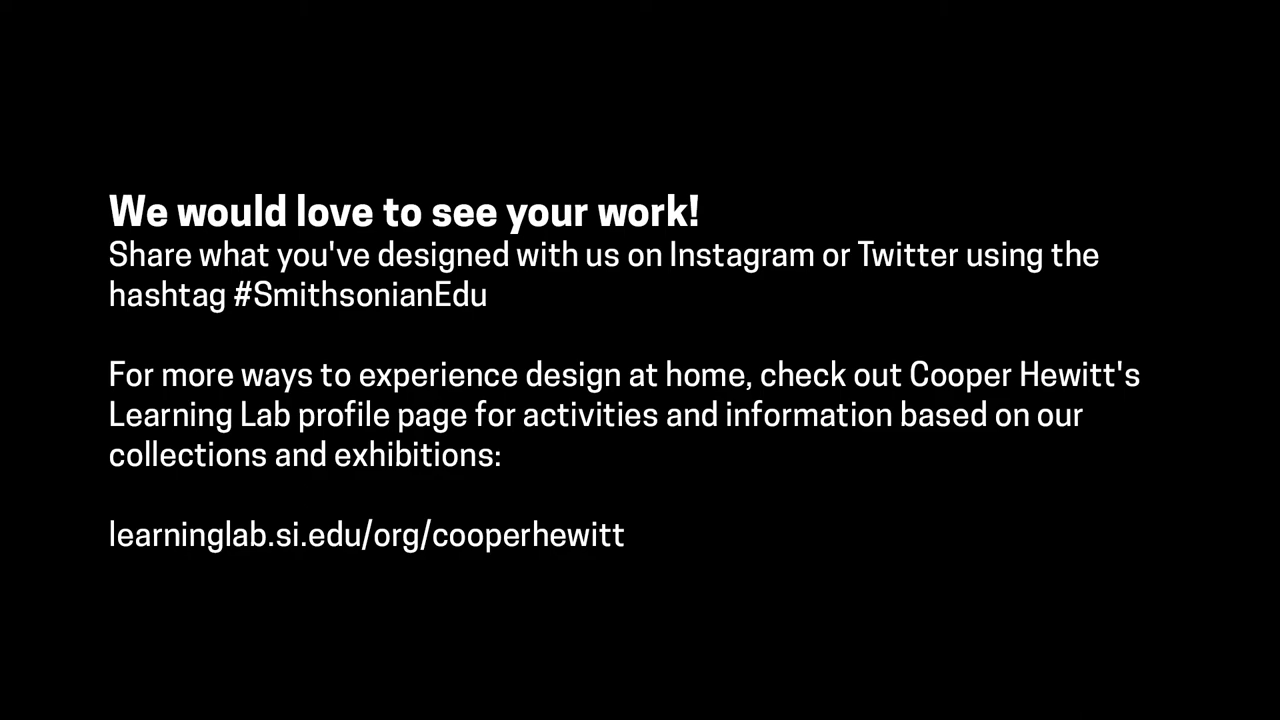 We would love to see your work!
Share what you've designed with us on Instagram or Twitter using the
hashtag #SmithsonianEdu
For more ways to experience design at home, check out Cooper Hewitt's
Learning Lab profile page for activities and information based on our
collections and exhibitions:
learninglab.si.edu/org/cooperhewitt